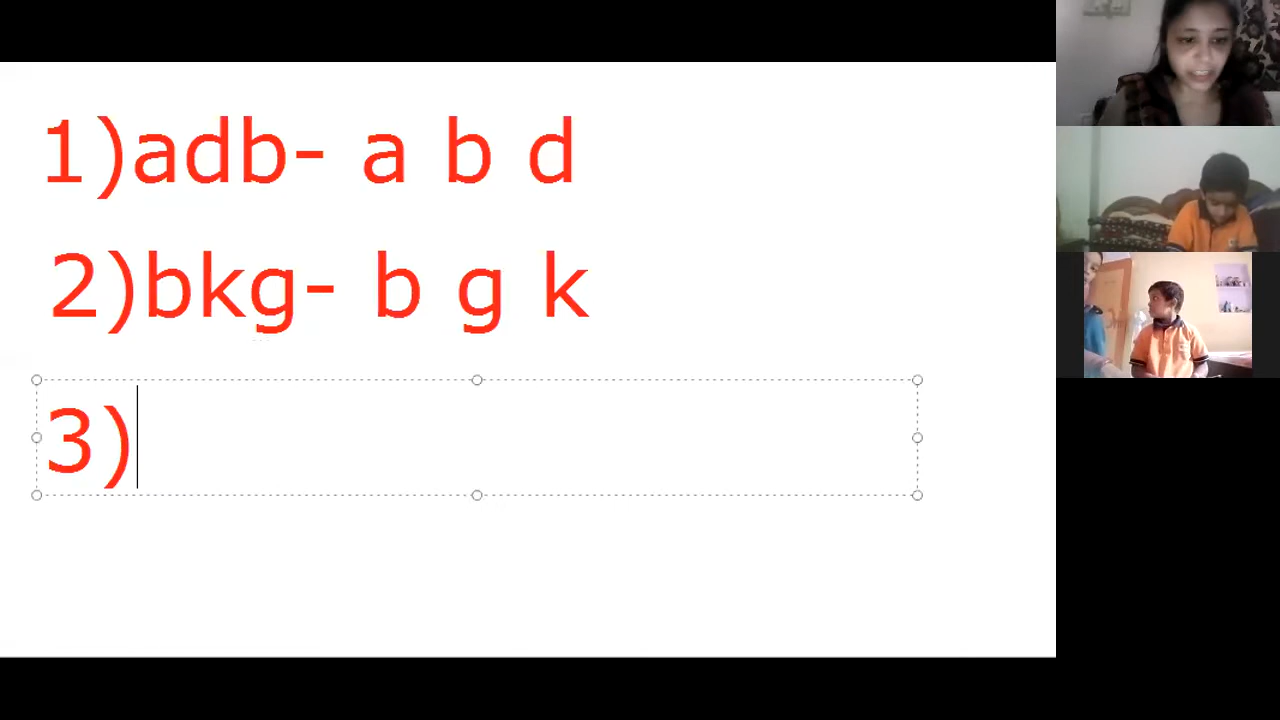 1)adb- a b d
2)bkg- b g k
3)